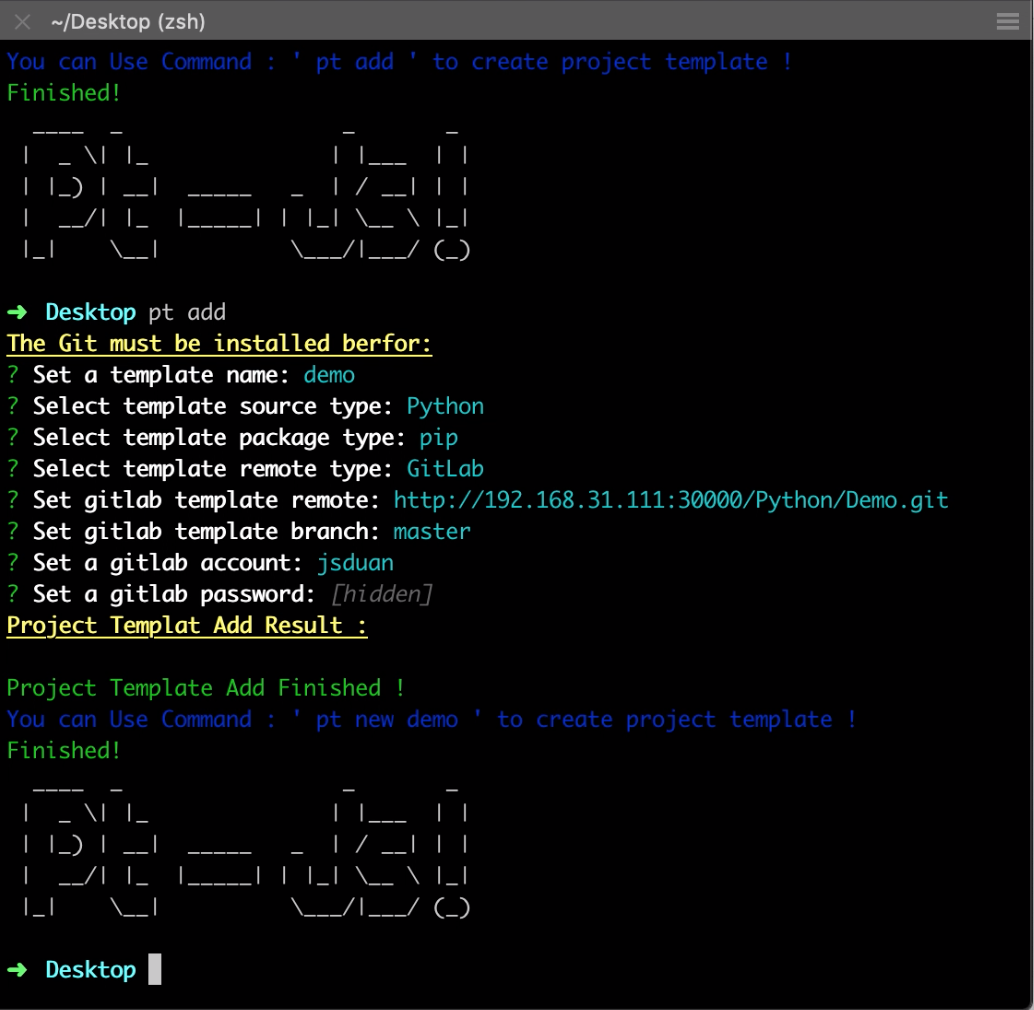 ~/Desktop (zsh)
You can Use Command : ' pt add ' to create project template !
Finished!
  ____  _                 _       _
 |  _ \| |_              | |___  | |
 | |_) | __|  _____   _  | / __| | |
 |  __/| |_  |_____| | |_| \__ \ |_|
 |_|    \__|          \___/|___/ (_)
➜  Desktop pt add
The Git must be installed berfor:
? Set a template name: demo
? Select template source type: Python
? Select template package type: pip
? Select template remote type: GitLab
? Set gitlab template remote: http://192.168.31.111:30000/Python/Demo.git
? Set gitlab template branch: master
? Set a gitlab account: jsduan
? Set a gitlab password: [hidden]
Project Templat Add Result :
Project Template Add Finished !
You can Use Command : ' pt new demo ' to create project template !
Finished!
  ____  _                 _       _
 |  _ \| |_              | |___  | |
 | |_) | __|  _____   _  | / __| | |
 |  __/| |_  |_____| | |_| \__ \ |_|
 |_|    \__|          \___/|___/ (_)
➜  Desktop